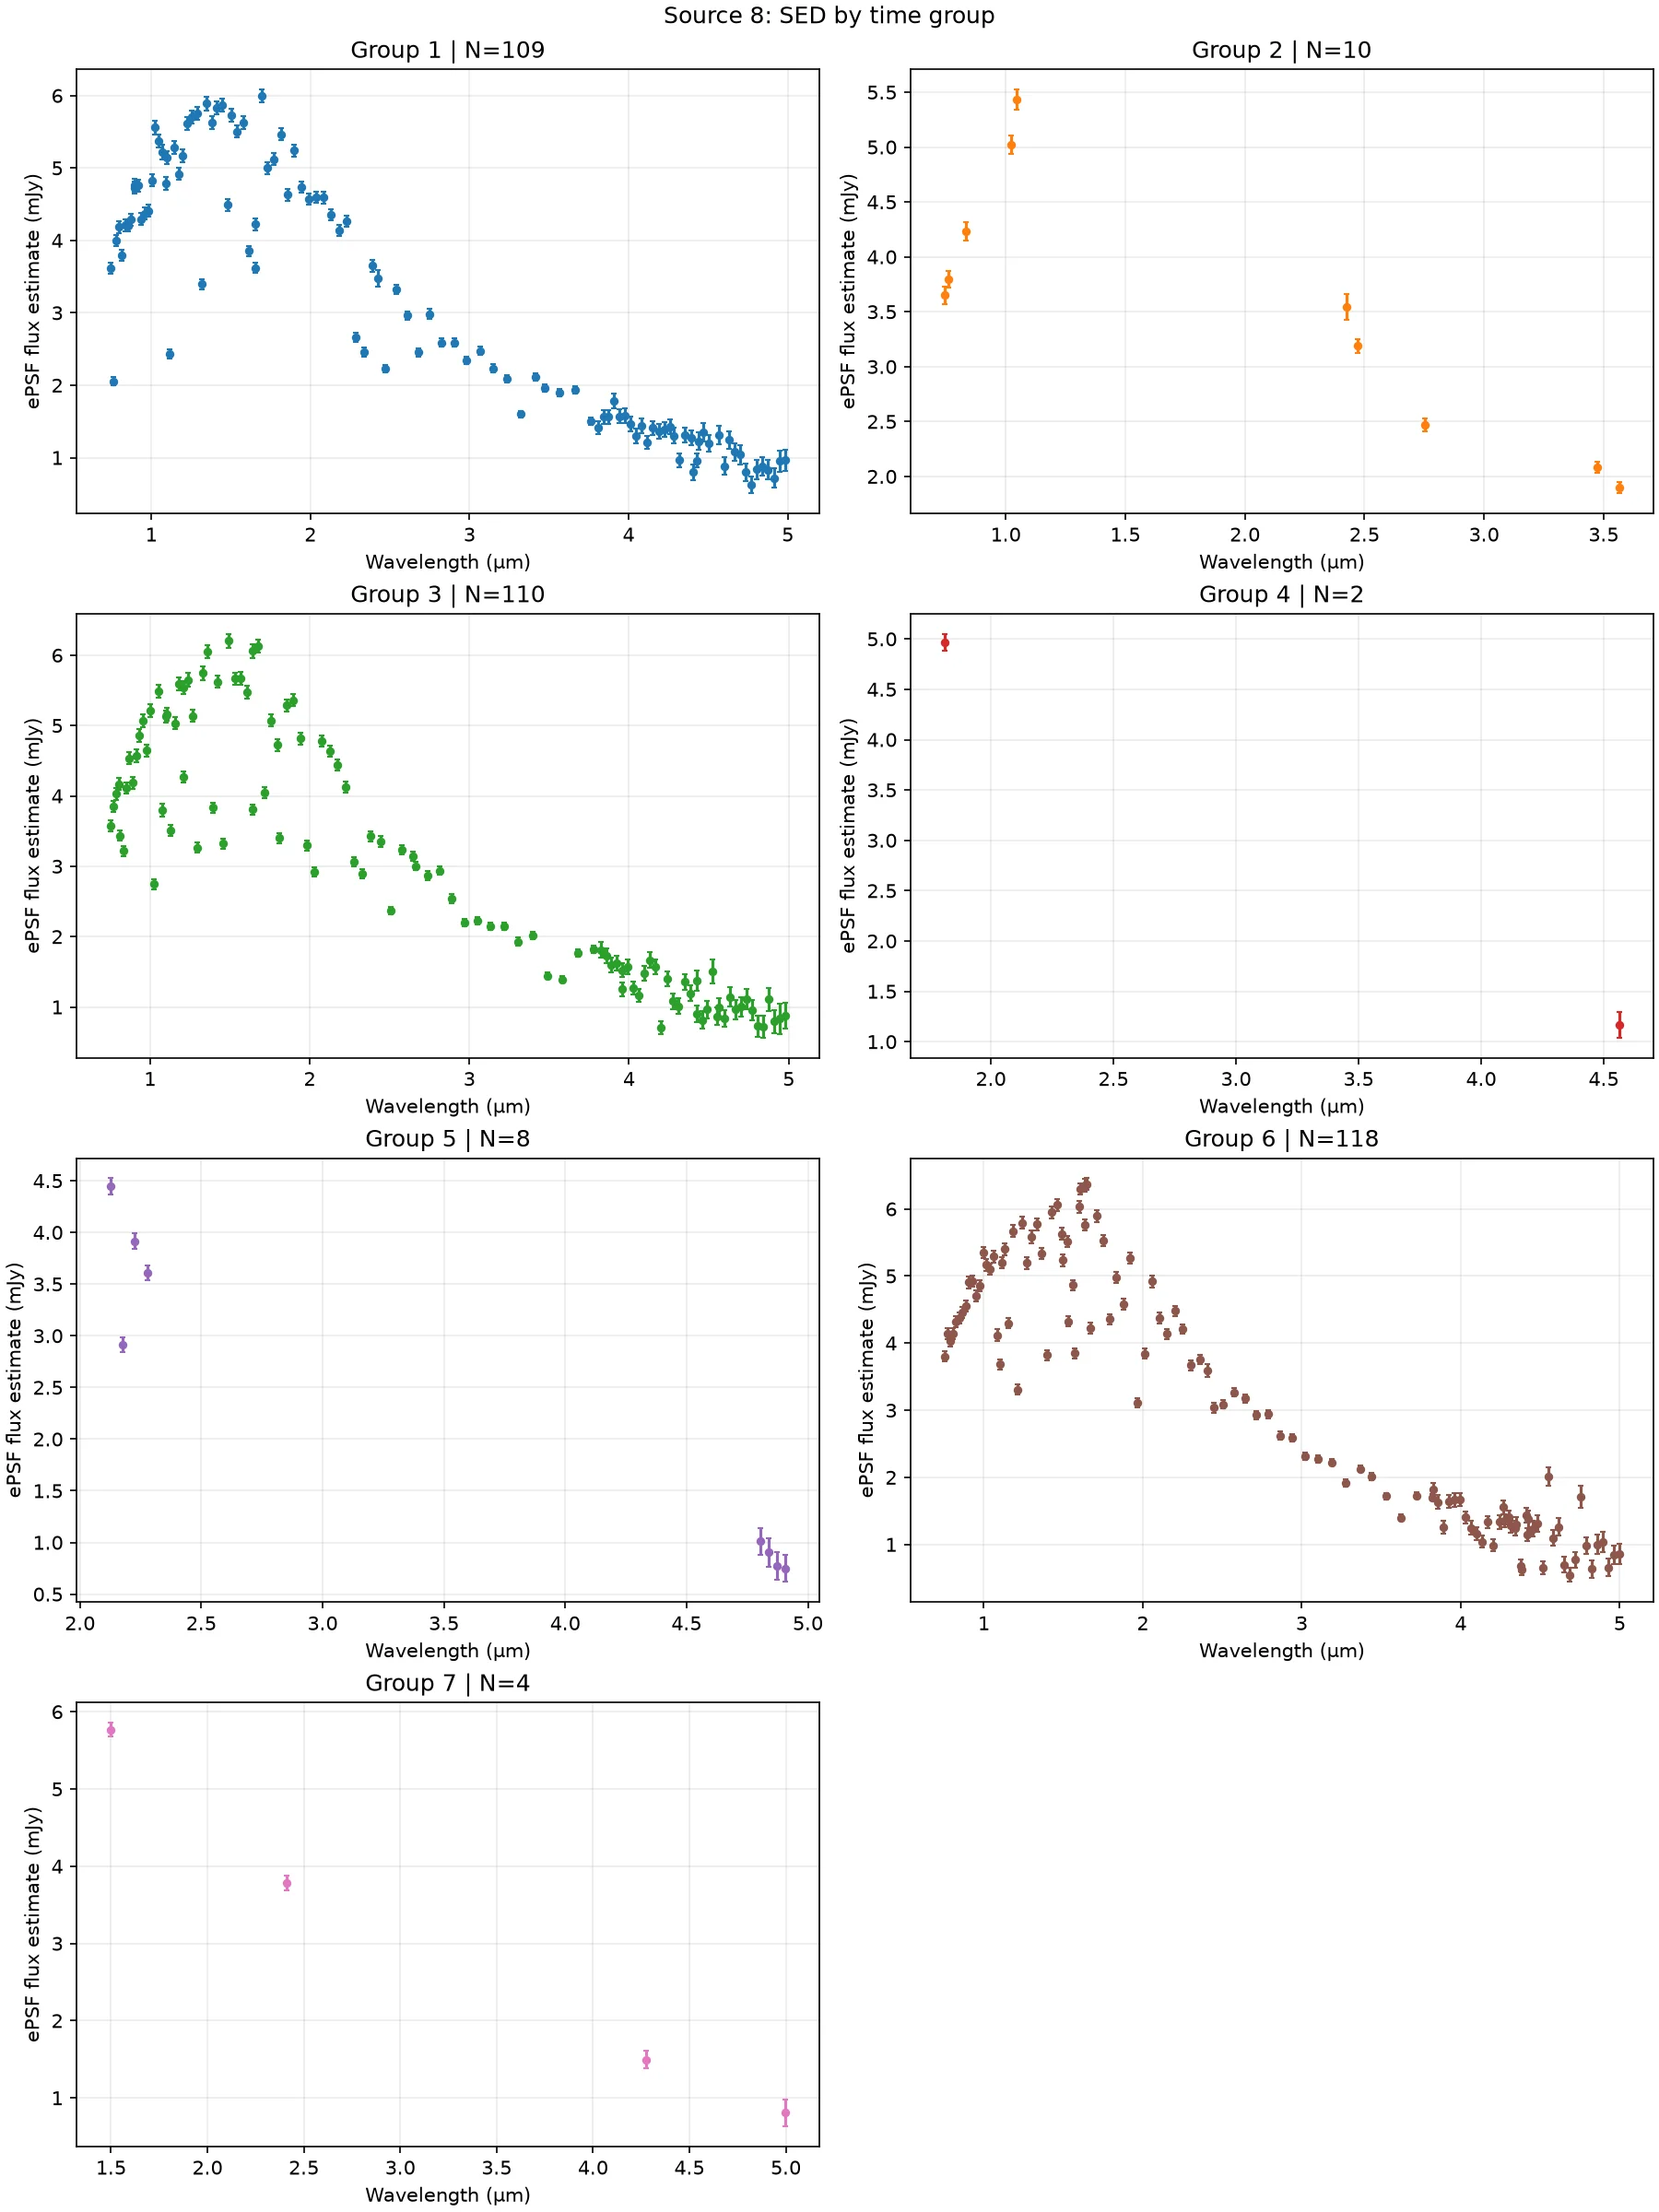 Source 8: SED by time group
Group 1 | N=109
6
5
4
3
2
1
ePSF flux estimate (mJy)
1 2 3 4 5
Wavelength (µm)
Group 2 | N=10
5.5
5.0
4.5
4.0
3.5
3.0
2.5
2.0
ePSF flux estimate (mJy)
1.0 1.5 2.0 2.5 3.0 3.5
Wavelength (µm)
Group 3 | N=110
6
5
4
3
2
1
ePSF flux estimate (mJy)
1 2 3 4 5
Wavelength (µm)
Group 4 | N=2
5.0
4.5
4.0
3.5
3.0
2.5
2.0
1.5
1.0
ePSF flux estimate (mJy)
2.0 2.5 3.0 3.5 4.0 4.5
Wavelength (µm)
Group 5 | N=8
4.5
4.0
3.5
3.0
2.5
2.0
1.5
1.0
0.5
ePSF flux estimate (mJy)
2.0 2.5 3.0 3.5 4.0 4.5 5.0
Wavelength (µm)
Group 6 | N=118
6
5
4
3
2
1
ePSF flux estimate (mJy)
1 2 3 4 5
Wavelength (µm)
Group 7 | N=4
6
5
4
3
2
1
ePSF flux estimate (mJy)
1.5 2.0 2.5 3.0 3.5 4.0 4.5 5.0
Wavelength (µm)